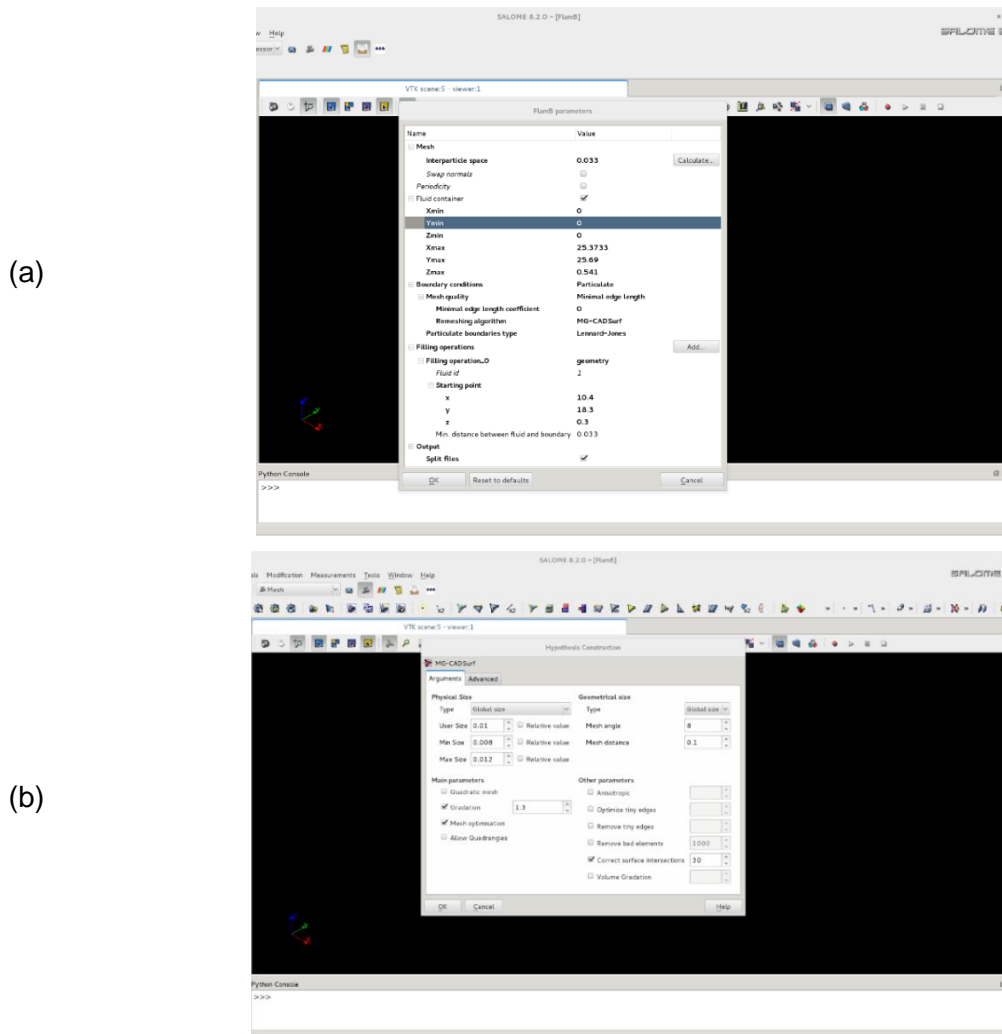 SALOME 8.2.0 - [FlamB]
w Help
SALOME
essor
VTK scene:5 - viewer:1
FlamB parameters
Name Value
Mesh
Interparticle space 0.033 Calculate...
Swap normals
Periodicity
Fluid container
Xmin 0
Ymin 0
Zmin 0
Xmax 25.3733
Ymax 25.69
Zmax 0.541
Boundary conditions Particulate
Mesh quality Minimal edge length
Minimal edge length coefficient 0
Remeshing algorithm MG-CADSurf
Particulate boundaries type Lennard-Jones
Filling operations Add...
Filling operation_0 geometry
Fluid id 1
Starting point
x 10.4
y 18.3
z 0.3
Min. distance between fluid and boundary 0.033
Output
Split files
OK Reset to defaults Cancel
Python Console
>>>
(a)
SALOME 8.2.0 - [FlamB]
Modification Measurements Tools Window Help
SALOME
Mesh
VTK scene:5 - viewer:1
Hypothesis Construction
MG-CADSurf
Arguments Advanced
Physical Size Geometrical size
Type Global size Type Global size
User Size 0.01 Relative value Mesh angle 8
Min Size 0.008 Relative value Mesh distance 0.1
Max Size 0.012 Relative value
Main parameters Other parameters
Quadratic mesh Anisotropic
Gradation 1.3 Optimize tiny edges
Mesh optimisation Remove tiny edges
Allow Quadrangles Remove bad elements 1000
Correct surface intersections 30
Volume Gradation
OK Cancel Help
Python Console
>>>
(b)